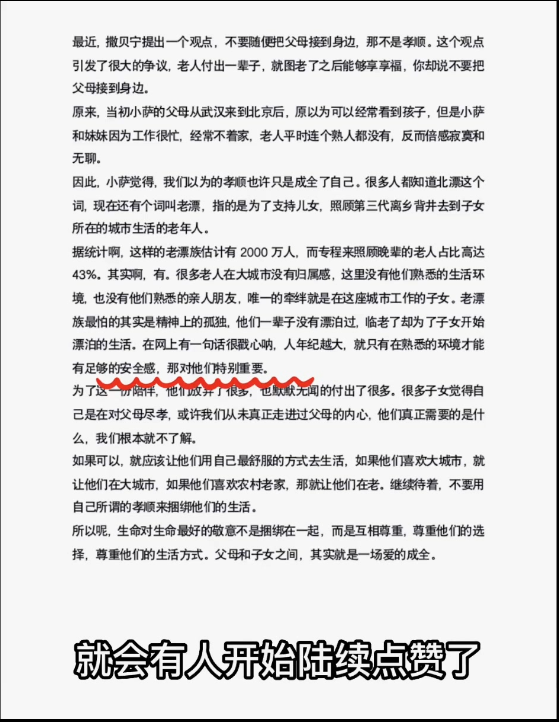 最近，撒贝宁提出一个观点，不要随便把父母接到身边，那不是孝顺。这个观点
引发了很大的争议，老人付出一辈子，就图老了之后能够享享福，你却说不要把
父母接到身边。
原来，当初小萨的父母从武汉来到北京后，原以为可以经常看到孩子，但是小萨
和妹妹因为工作很忙，经常不着家，老人平时连个熟人都没有，反而倍感寂寞和
无聊。
因此，小萨觉得，我们以为的孝顺也许只是成全了自己。很多人都知道北漂这个
词，现在还有个词叫老漂，指的是为了支持儿女，照顾第三代离乡背井去到子女
所在的城市生活的老年人。
据统计啊，这样的老漂族估计有 2000 万人，而专程来照顾晚辈的老人占比高达
43%。其实啊，有。很多老人在大城市没有归属感，这里没有他们熟悉的生活环
境，也没有他们熟悉的亲人朋友，唯一的牵绊就是在这座城市工作的子女。老漂
族最怕的其实是精神上的孤独，他们一辈子没有漂泊过，临老了却为了子女开始
漂泊的生活。在网上有一句话很戳心呐，人年纪越大，就只有在熟悉的环境才能
有足够的安全感，那对他们特别重要。
为了这一份陪伴，他们放弃了很多，也默默无闻的付出了很多。很多子女觉得自
己是在对父母尽孝，或许我们从未真正走进过父母的内心，他们真正需要的是什
么，我们根本就不了解。
如果可以，就应该让他们用自己最舒服的方式去生活，如果他们喜欢大城市，就
让他们在大城市，如果他们喜欢农村老家，那就让他们在老。继续待着，不要用
自己所谓的孝顺来捆绑他们的生活。
所以呢，生命对生命最好的敬意不是捆绑在一起，而是互相尊重，尊重他们的选
择，尊重他们的生活方式。父母和子女之间，其实就是一场爱的成全。
就会有人开始陆续点赞了